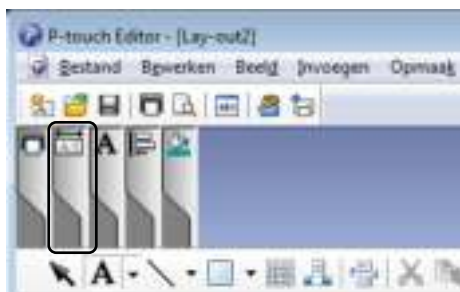 P-touch Editor - [Lay-out2]
Bestand Bewerken Beeld Invoegen Opmaak
A
A